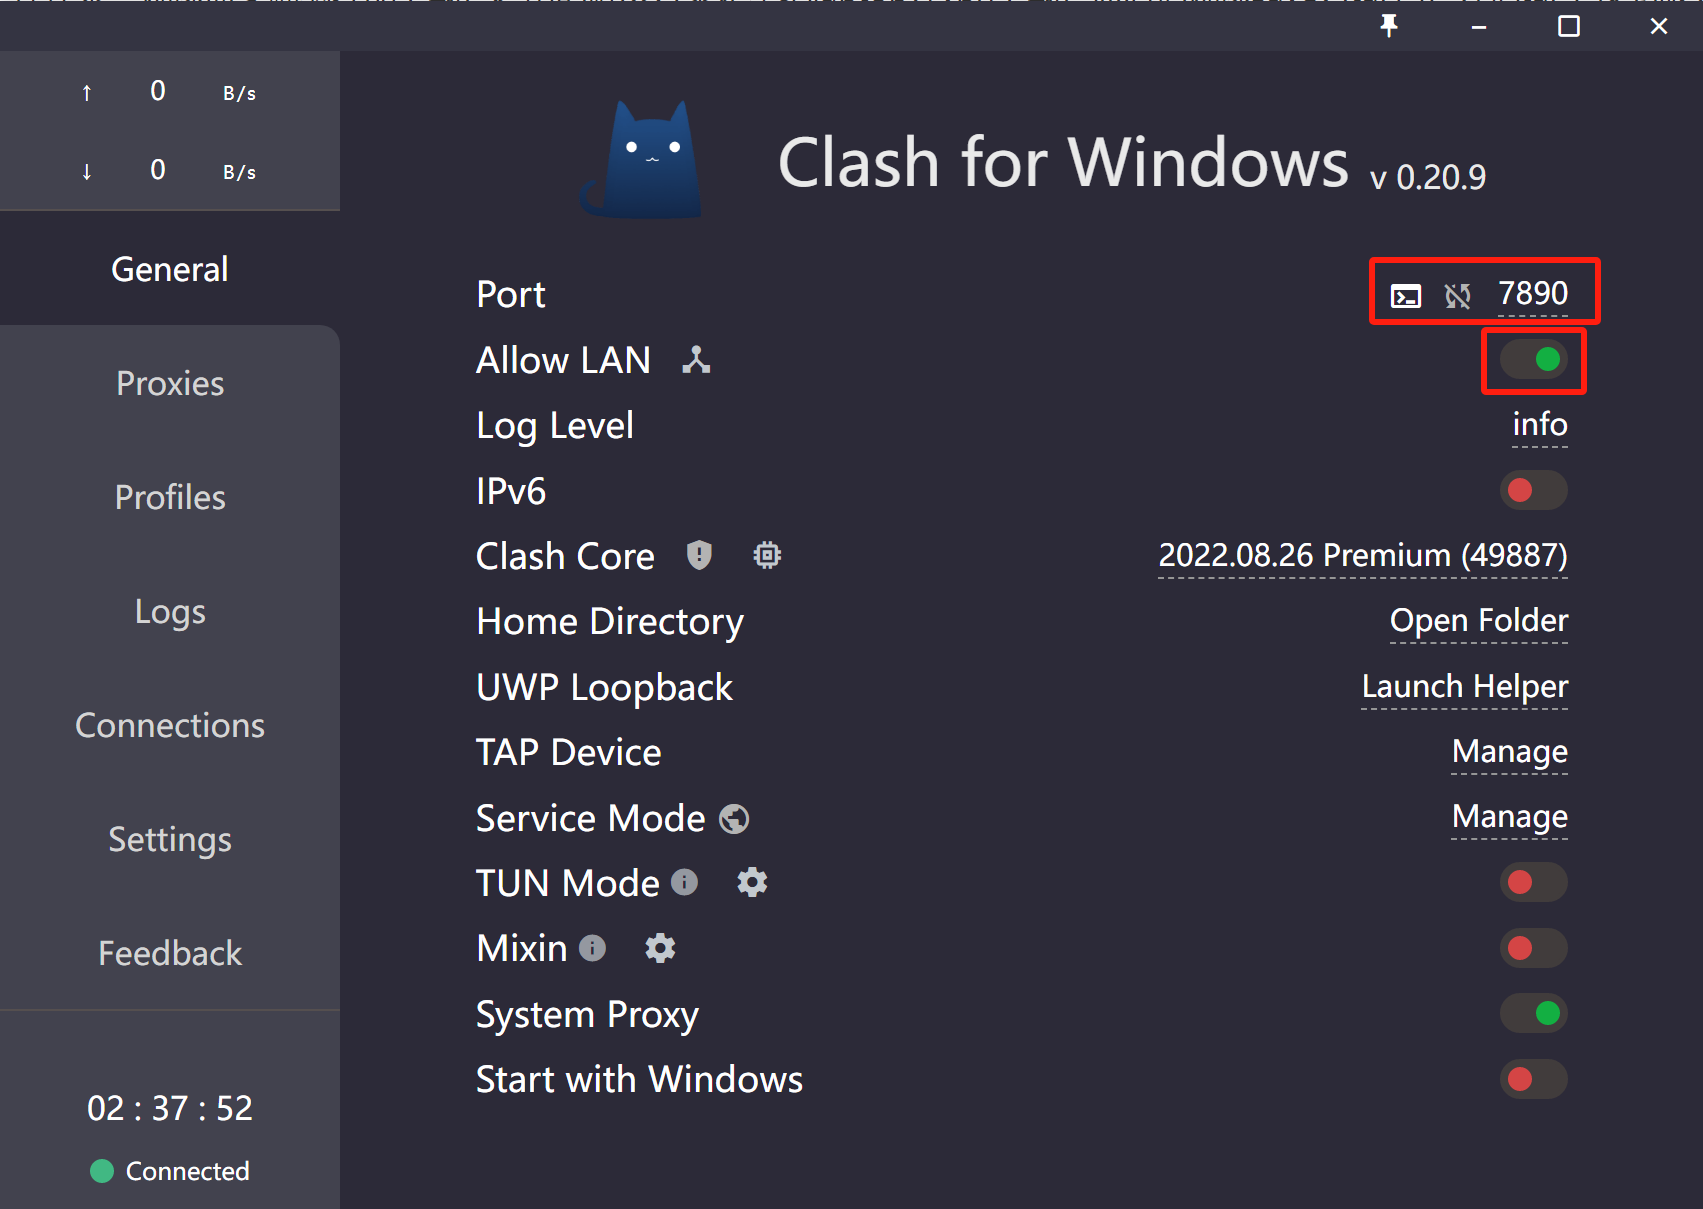 ↑ 0 B/s
↓ 0 B/s
General
Proxies
Profiles
Logs
Connections
Settings
Feedback
02 : 37 : 52
Connected
Clash for Windows v 0.20.9
Port 7890
Allow LAN
Log Level info
IPv6
Clash Core 2022.08.26 Premium (49887)
Home Directory Open Folder
UWP Loopback Launch Helper
TAP Device Manage
Service Mode Manage
TUN Mode
Mixin
System Proxy
Start with Windows